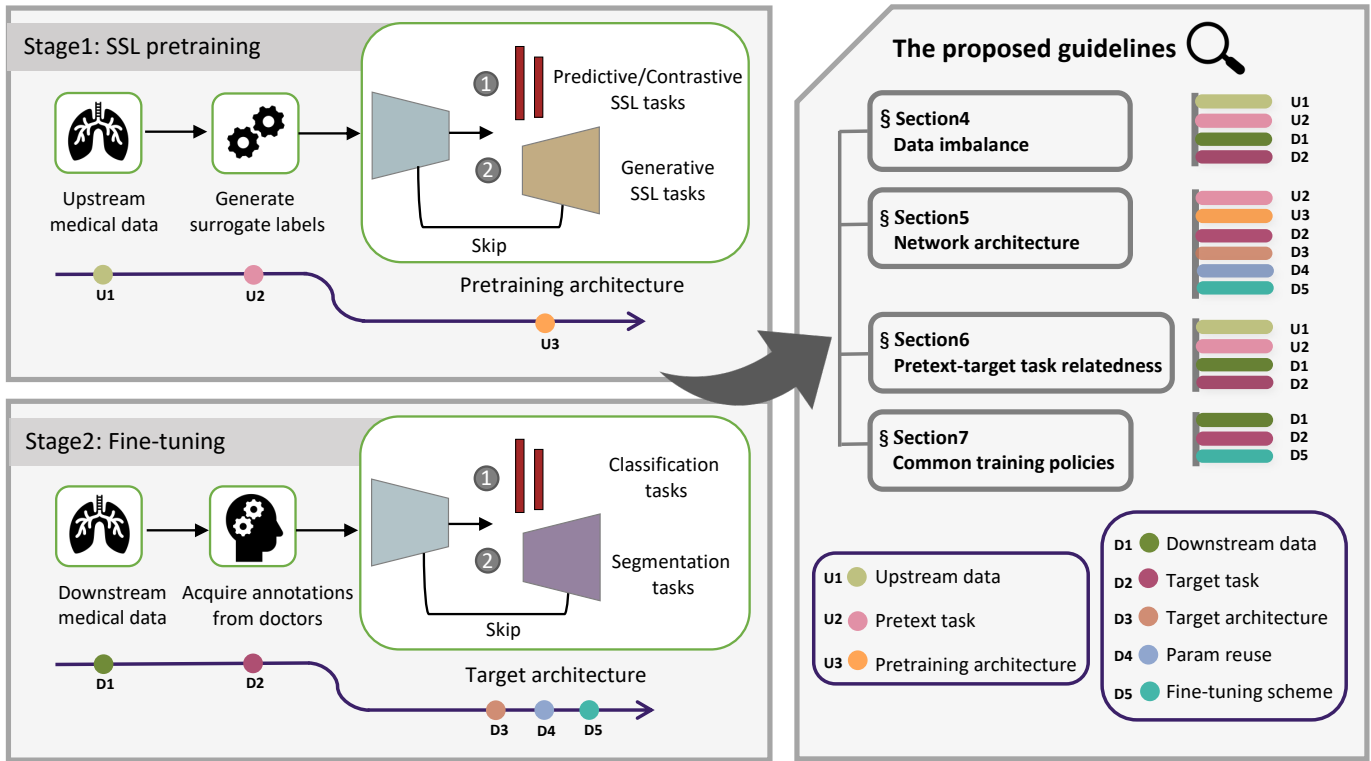 Stage1: SSL pretraining
1
Predictive/Contrastive
SSL tasks
2
Generative
SSL tasks
Upstream
medical data
Generate
surrogate labels
Skip
Pretraining architecture
U1
U2
U3
Stage2: Fine-tuning
1
Classification
tasks
2
Segmentation
tasks
Downstream
medical data
Acquire annotations
from doctors
Skip
Target architecture
D1
D2
D3
D4
D5
The proposed guidelines
§ Section4
Data imbalance
U1
U2
D1
D2
§ Section5
Network architecture
U2
U3
D2
D3
D4
D5
§ Section6
Pretext-target task relatedness
U1
U2
D1
D2
§ Section7
Common training policies
D1
D2
D5
U1 Upstream data
U2 Pretext task
U3 Pretraining architecture
D1 Downstream data
D2 Target task
D3 Target architecture
D4 Param reuse
D5 Fine-tuning scheme